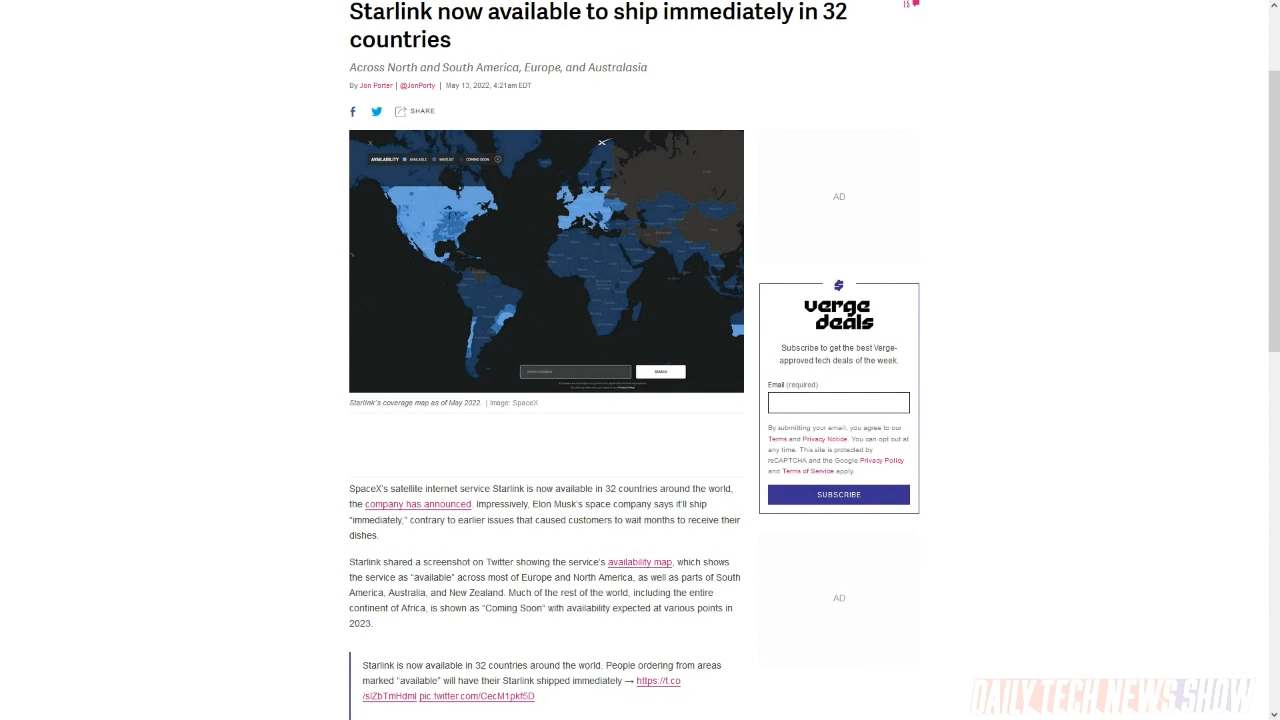 Starlink now available to ship immediately in 32
countries
15
Across North and South America, Europe, and Australasia
By Jon Porter | @JonPorty | May 13, 2022, 4:21am EDT
SHARE
AVAILABILITY AVAILABLE WAITLIST COMING SOON
SEARCH
Starlink's coverage map as of May 2022. | Image: SpaceX
AD
verge
deals
Subscribe to get the best Verge-
approved tech deals of the week.
Email (required)
By submitting your email, you agree to our
Terms and Privacy Notice. You can opt out at
any time. This site is protected by
reCAPTCHA and the Google Privacy Policy
and Terms of Service apply.
SUBSCRIBE
SpaceX's satellite internet service Starlink is now available in 32 countries around the world,
the company has announced. Impressively, Elon Musk's space company says it'll ship
"immediately," contrary to earlier issues that caused customers to wait months to receive their
dishes.
Starlink shared a screenshot on Twitter showing the service's availability map, which shows
the service as "available" across most of Europe and North America, as well as parts of South
America, Australia, and New Zealand. Much of the rest of the world, including the entire
continent of Africa, is shown as "Coming Soon" with availability expected at various points in
2023.
AD
Starlink is now available in 32 countries around the world. People ordering from areas
marked "available" will have their Starlink shipped immediately → https://t.co
/slZbTmHdml pic.twitter.com/CecM1pkf5D
DAILY TECH NEWS SHOW